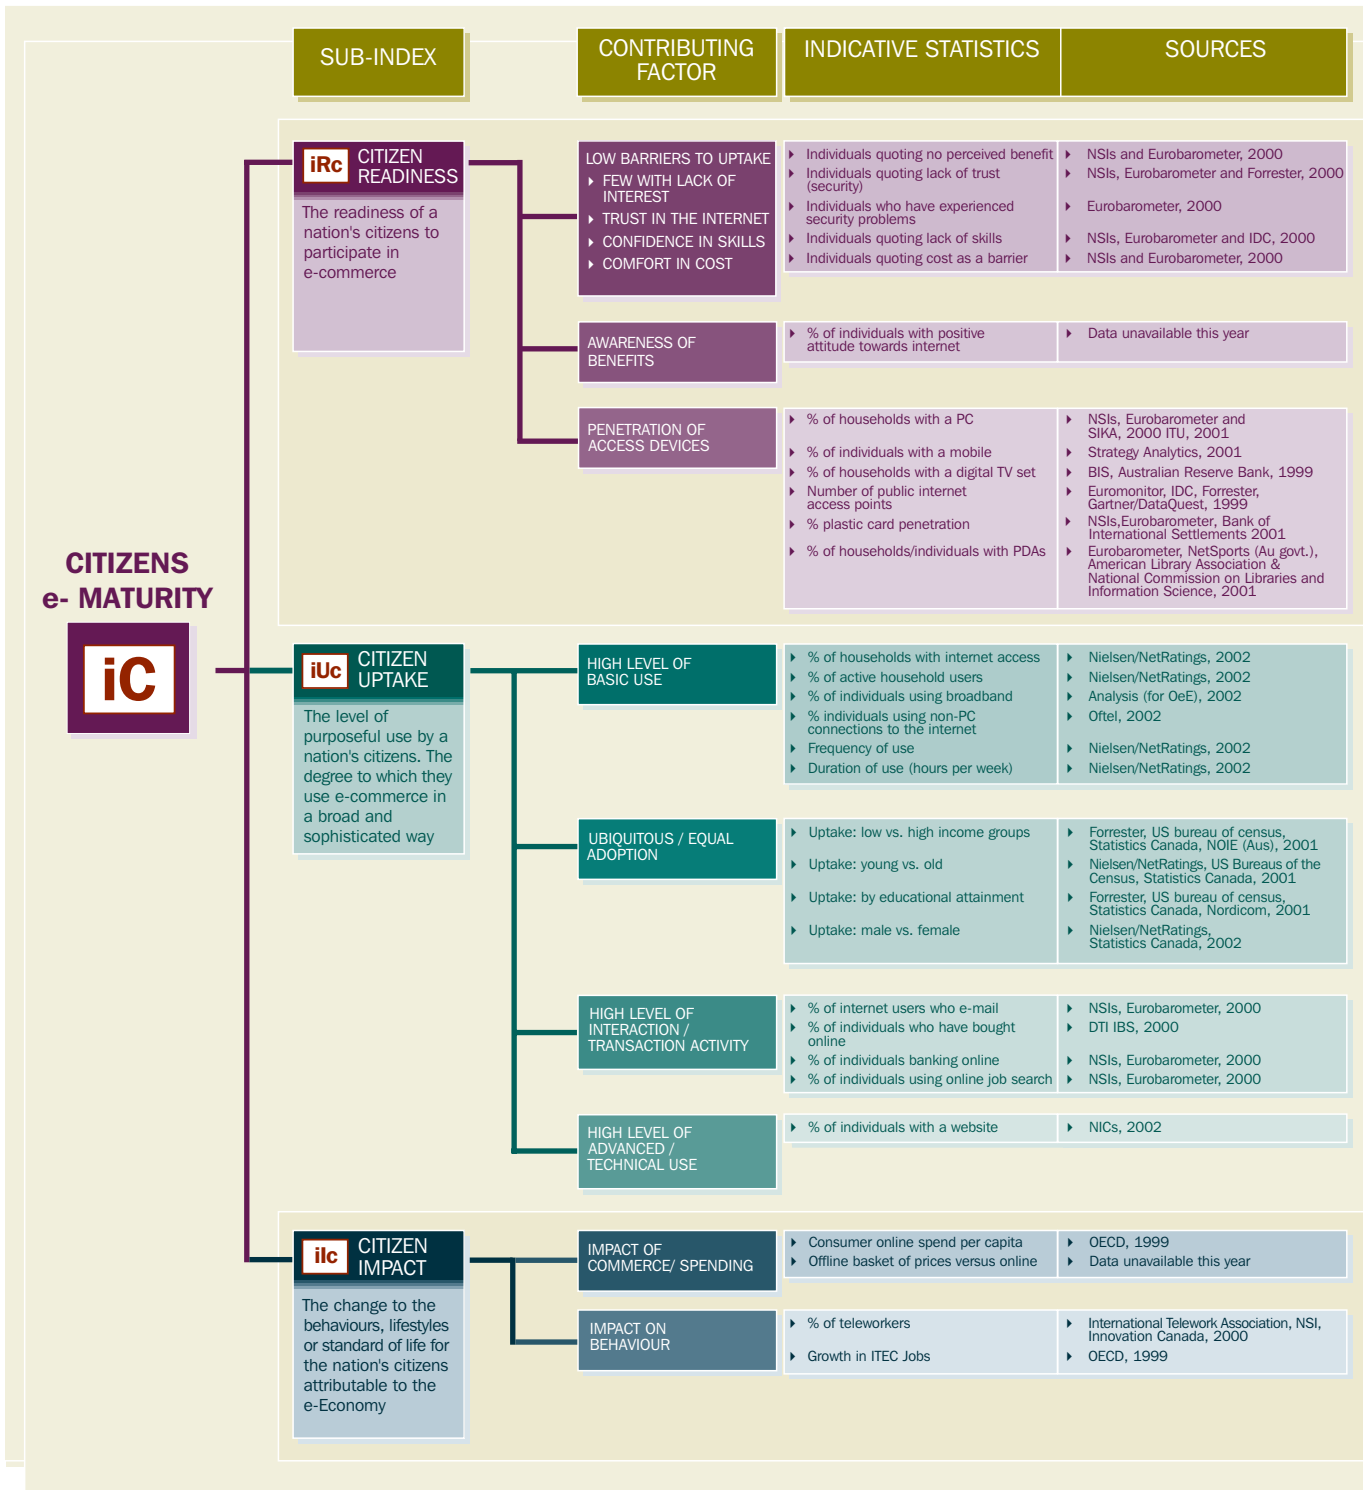 SUB-INDEX
CONTRIBUTING
FACTOR
INDICATIVE STATISTICS
SOURCES
CITIZENS
e- MATURITY
iC
iRc
CITIZEN
READINESS
The readiness of a
nation's citizens to
participate in
e-commerce
LOW BARRIERS TO UPTAKE
FEW WITH LACK OF
INTEREST
TRUST IN THE INTERNET
CONFIDENCE IN SKILLS
COMFORT IN COST
Individuals quoting no perceived benefit
Individuals quoting lack of trust
(security)
Individuals who have experienced
security problems
Individuals quoting lack of skills
Individuals quoting cost as a barrier
NSIs and Eurobarometer, 2000
NSIs, Eurobarometer and Forrester, 2000
Eurobarometer, 2000
NSIs, Eurobarometer and IDC, 2000
NSIs and Eurobarometer, 2000
AWARENESS OF
BENEFITS
% of individuals with positive
attitude towards internet
Data unavailable this year
PENETRATION OF
ACCESS DEVICES
% of households with a PC
% of individuals with a mobile
% of households with a digital TV set
Number of public internet
access points
% plastic card penetration
% of households/individuals with PDAs
NSIs, Eurobarometer and
SIKA, 2000 ITU, 2001
Strategy Analytics, 2001
BIS, Australian Reserve Bank, 1999
Euromonitor, IDC, Forrester,
Gartner/DataQuest, 1999
NSIs,Eurobarometer, Bank of
International Settlements 2001
Eurobarometer, NetSports (Au govt.),
American Library Association &
National Commission on Libraries and
Information Science, 2001
iUc
CITIZEN
UPTAKE
The level of
purposeful use by a
nation's citizens. The
degree to which they
use e-commerce in
a broad and
sophisticated way
HIGH LEVEL OF
BASIC USE
% of households with internet access
% of active household users
% of individuals using broadband
% individuals using non-PC
connections to the internet
Frequency of use
Duration of use (hours per week)
Nielsen/NetRatings, 2002
Nielsen/NetRatings, 2002
Analysis (for OeE), 2002
Oftel, 2002
Nielsen/NetRatings, 2002
Nielsen/NetRatings, 2002
UBIQUITOUS / EQUAL
ADOPTION
Uptake: low vs. high income groups
Uptake: young vs. old
Uptake: by educational attainment
Uptake: male vs. female
Forrester, US bureau of census,
Statistics Canada, NOIE (Aus), 2001
Nielsen/NetRatings, US Bureaus of the
Census, Statistics Canada, 2001
Forrester, US bureau of census,
Statistics Canada, Nordicom, 2001
Nielsen/NetRatings,
Statistics Canada, 2002
HIGH LEVEL OF
INTERACTION /
TRANSACTION ACTIVITY
% of internet users who e-mail
% of individuals who have bought
online
% of individuals banking online
% of individuals using online job search
NSIs, Eurobarometer, 2000
DTI IBS, 2000
NSIs, Eurobarometer, 2000
NSIs, Eurobarometer, 2000
HIGH LEVEL OF
ADVANCED /
TECHNICAL USE
% of individuals with a website
NICs, 2002
iIc
CITIZEN
IMPACT
The change to the
behaviours, lifestyles
or standard of life for
the nation's citizens
attributable to the
e-Economy
IMPACT OF
COMMERCE/ SPENDING
Consumer online spend per capita
Offline basket of prices versus online
OECD, 1999
Data unavailable this year
IMPACT ON
BEHAVIOUR
% of teleworkers
Growth in ITEC Jobs
International Telework Association, NSI,
Innovation Canada, 2000
OECD, 1999